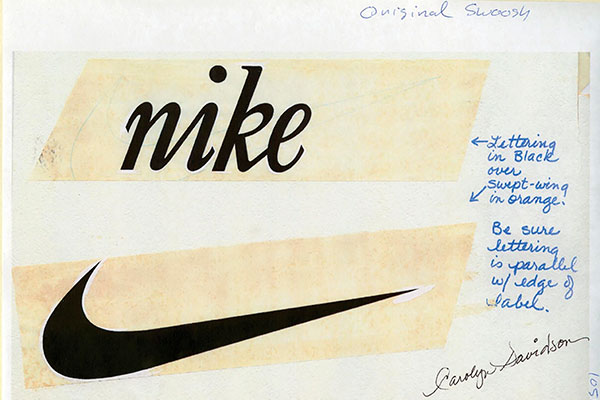 Original Swoosh
nike
←Lettering
in Black
over
swept-wing
in orange.
Be sure
lettering
is parallel
w/ edge of
label.
Carolyn Davidson